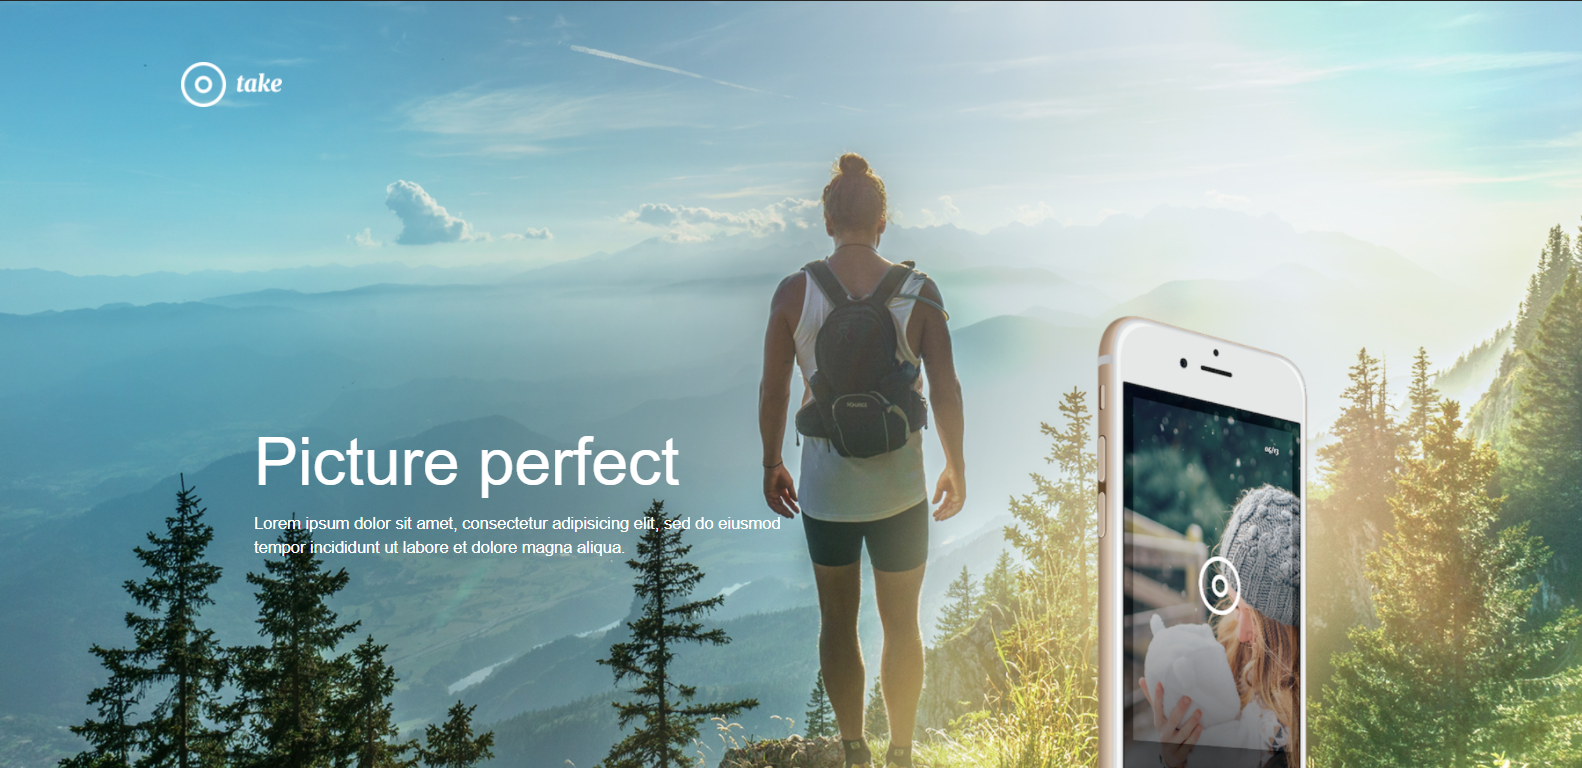 take
Picture perfect
Lorem ipsum dolor sit amet, consectetur adipisicing elit, sed do eiusmod
tempor incididunt ut labore et dolore magna aliqua.